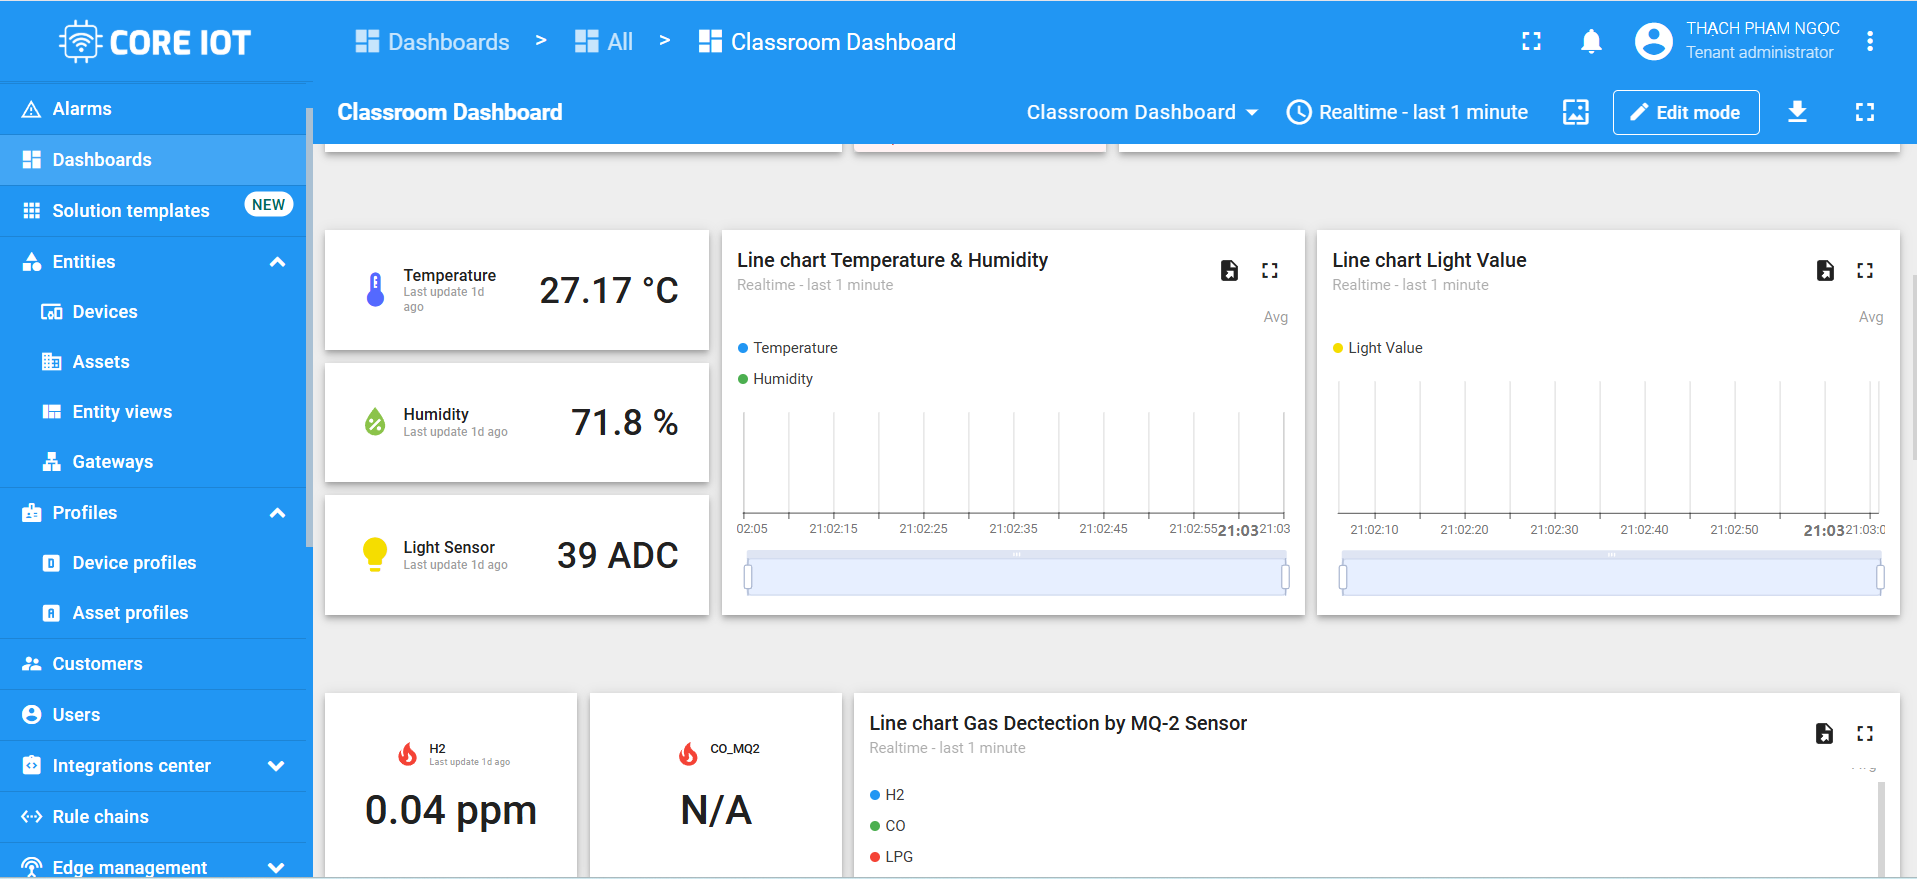 CORE IOT
Dashboards > All > Classroom Dashboard
THẠCH PHẠM NGỌC
Tenant administrator
Alarms
Dashboards
Solution templates NEW
Entities
Devices
Assets
Entity views
Gateways
Profiles
Device profiles
Asset profiles
Customers
Users
Integrations center
Rule chains
Edge management
Classroom Dashboard
Classroom Dashboard
Realtime - last 1 minute
Edit mode
Temperature
Last update 1d
ago
27.17 °C
Humidity
Last update 1d ago
71.8 %
Light Sensor
Last update 1d ago
39 ADC
Line chart Temperature & Humidity
Realtime - last 1 minute
Avg
Temperature
Humidity
02:05 21:02:15 21:02:25 21:02:35 21:02:45 21:02:55 21:03 21:03
Line chart Light Value
Realtime - last 1 minute
Avg
Light Value
21:02:10 21:02:20 21:02:30 21:02:40 21:02:50 21:03 21:03:0
H2
Last update 1d ago
0.04 ppm
CO_MQ2
N/A
Line chart Gas Dectection by MQ-2 Sensor
Realtime - last 1 minute
H2
CO
LPG